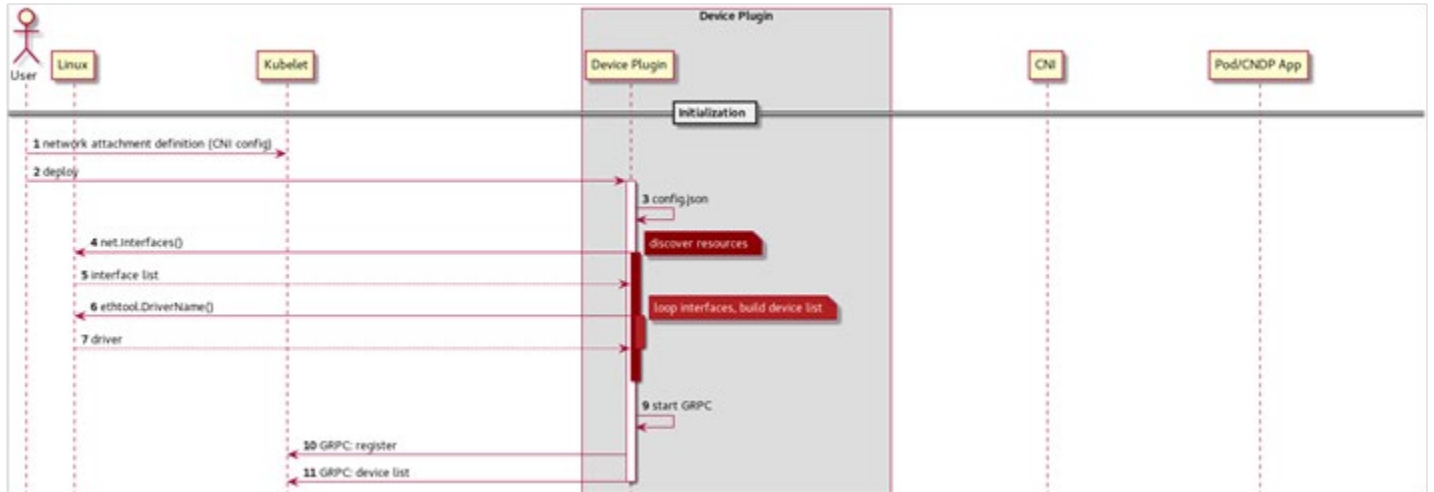 Device Plugin
User
Linux
Kubelet
Device Plugin
CNI
Pod/CNDP App
Initialization
1 network attachment definition (CNI config)
2 deploy
3 config.json
4 net.Interfaces()
discover resources
5 interface list
6 ethtool.DriverName()
loop interfaces, build device list
7 driver
9 start GRPC
10 GRPC: register
11 GRPC: device list